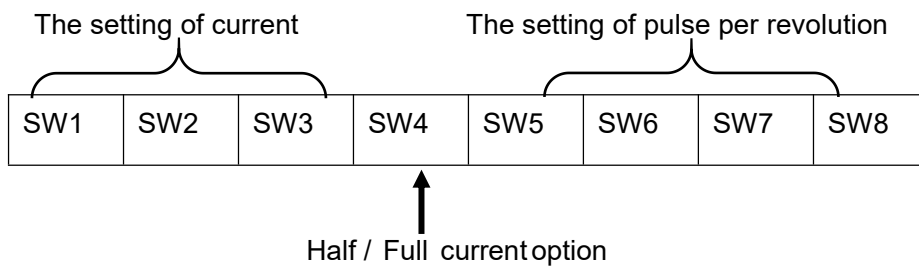 The setting of current The setting of pulse per revolution
SW1 SW2 SW3 SW4 SW5 SW6 SW7 SW8
Half / Full current option